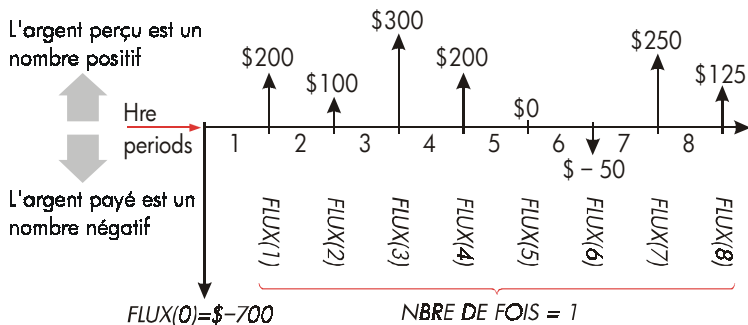 L'argent perçu est un
nombre positif
$200
$100
$300
$200
$0
$ – 50
$250
$125
Hre
periods
1 2 3 4 5 6 7 8
L'argent payé est un
nombre négatif
FLUX(1)
FLUX(2)
FLUX(3)
FLUX(4)
FLUX(5)
FLUX(6)
FLUX(7)
FLUX(8)
FLUX(0)=$–700
NBRE DE FOIS = 1